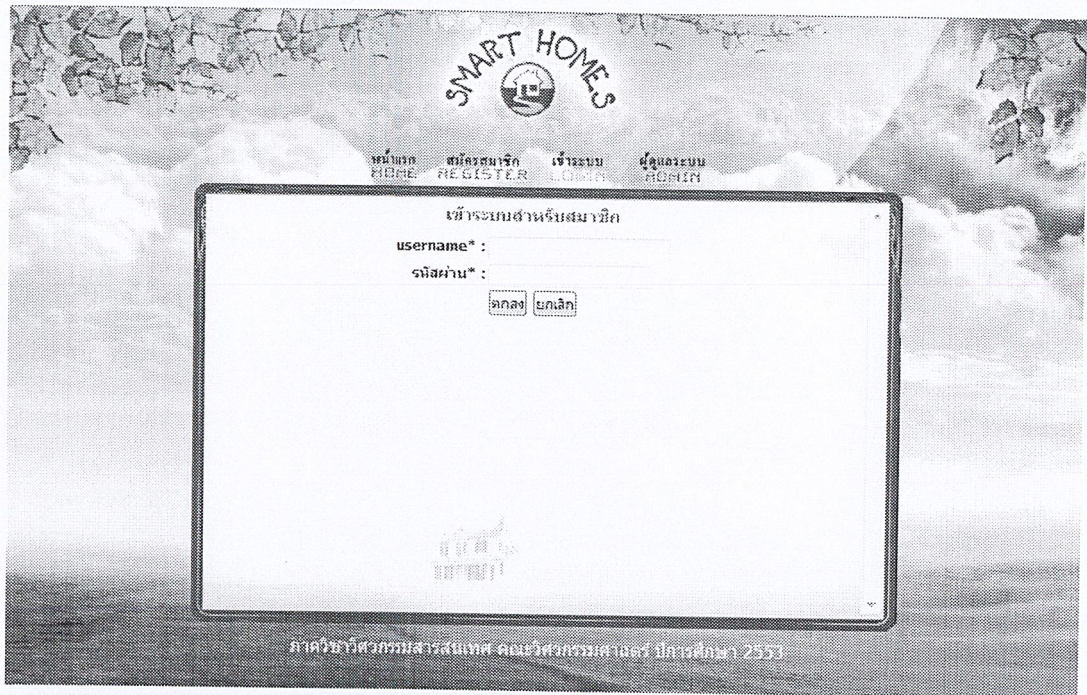 SMART HOMES
หน้าแรก สมัครสมาชิก เข้าระบบ ผู้ดูแลระบบ
HOME REGISTER LOGIN ADMIN
เข้าระบบสำหรับสมาชิก
username* :
รหัสผ่าน* :
ตกลง ยกเลิก
ภาควิชาวิศวกรรมสารสนเทศ คณะวิศวกรรมศาสตร์ ปีการศึกษา 2553